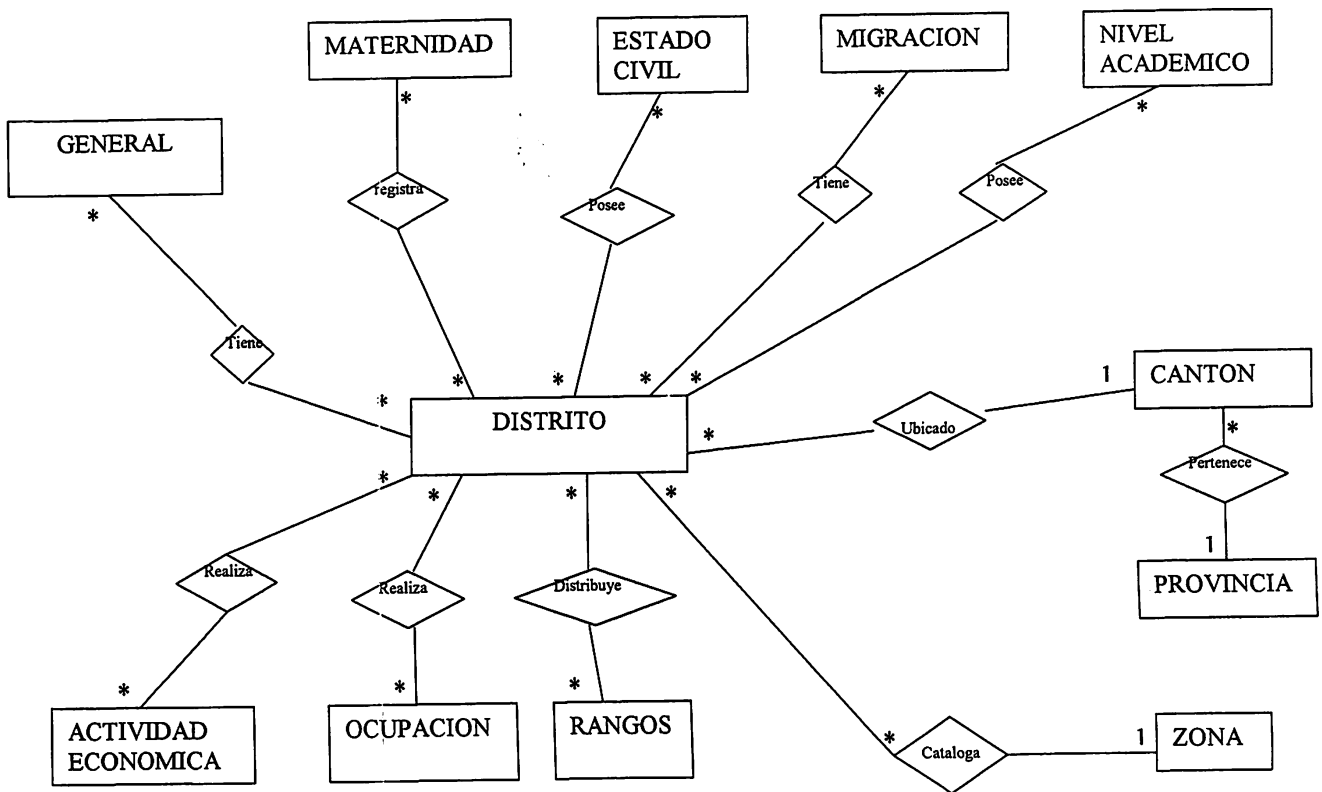 MATERNIDAD
ESTADO
CIVIL
MIGRACION
NIVEL
ACADEMICO
GENERAL
*
*
*
*
*
registra
Posee
Tiene
Posee
Tiene
*
*
*
*
*
*
DISTRITO
*
Ubicado
1
CANTON
*
Pertenece
1
PROVINCIA
*
*
*
*
Realiza
Realiza
Distribuye
*
*
*
*
1
Cataloga
ACTIVIDAD
ECONOMICA
OCUPACION
RANGOS
ZONA